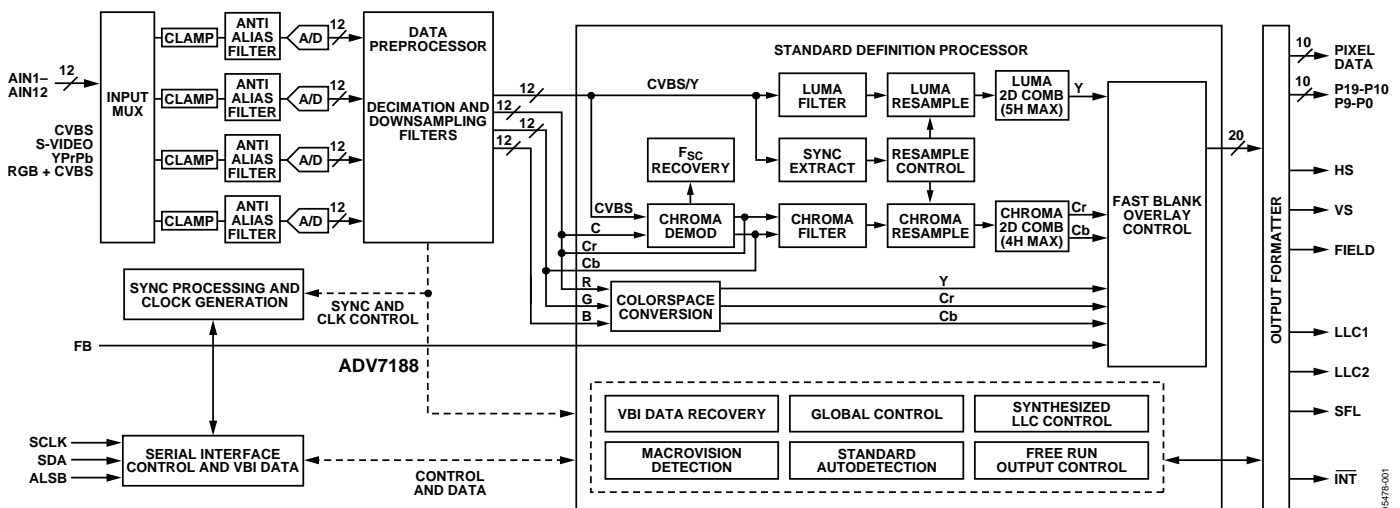 AIN1–
AIN12
12
CVBS
S-VIDEO
YPrPb
RGB + CVBS
INPUT
MUX
CLAMP
ANTI
ALIAS
FILTER
A/D
12
CLAMP
ANTI
ALIAS
FILTER
A/D
12
CLAMP
ANTI
ALIAS
FILTER
A/D
12
CLAMP
ANTI
ALIAS
FILTER
A/D
12
DATA
PREPROCESSOR
DECIMATION AND
DOWNSAMPLING
FILTERS
12
12
12
12
STANDARD DEFINITION PROCESSOR
CVBS/Y
LUMA
FILTER
LUMA
RESAMPLE
LUMA
2D COMB
(5H MAX)
Y
FSC
RECOVERY
SYNC
EXTRACT
RESAMPLE
CONTROL
CVBS
C
Cr
Cb
CHROMA
DEMOD
CHROMA
FILTER
CHROMA
RESAMPLE
CHROMA
2D COMB
(4H MAX)
Cr
Cb
R
G
B
COLORSPACE
CONVERSION
Y
Cr
Cb
FAST BLANK
OVERLAY
CONTROL
20
OUTPUT FORMATTER
10
PIXEL
DATA
10
P19-P10
P9-P0
HS
VS
FIELD
LLC1
LLC2
SFL
INT
SYNC PROCESSING AND
CLOCK GENERATION
SYNC AND
CLK CONTROL
FB
ADV7188
VBI DATA RECOVERY
GLOBAL CONTROL
SYNTHESIZED
LLC CONTROL
MACROVISION
DETECTION
STANDARD
AUTODETECTION
FREE RUN
OUTPUT CONTROL
SCLK
SDA
ALSB
SERIAL INTERFACE
CONTROL AND VBI DATA
CONTROL
AND DATA
05478-001